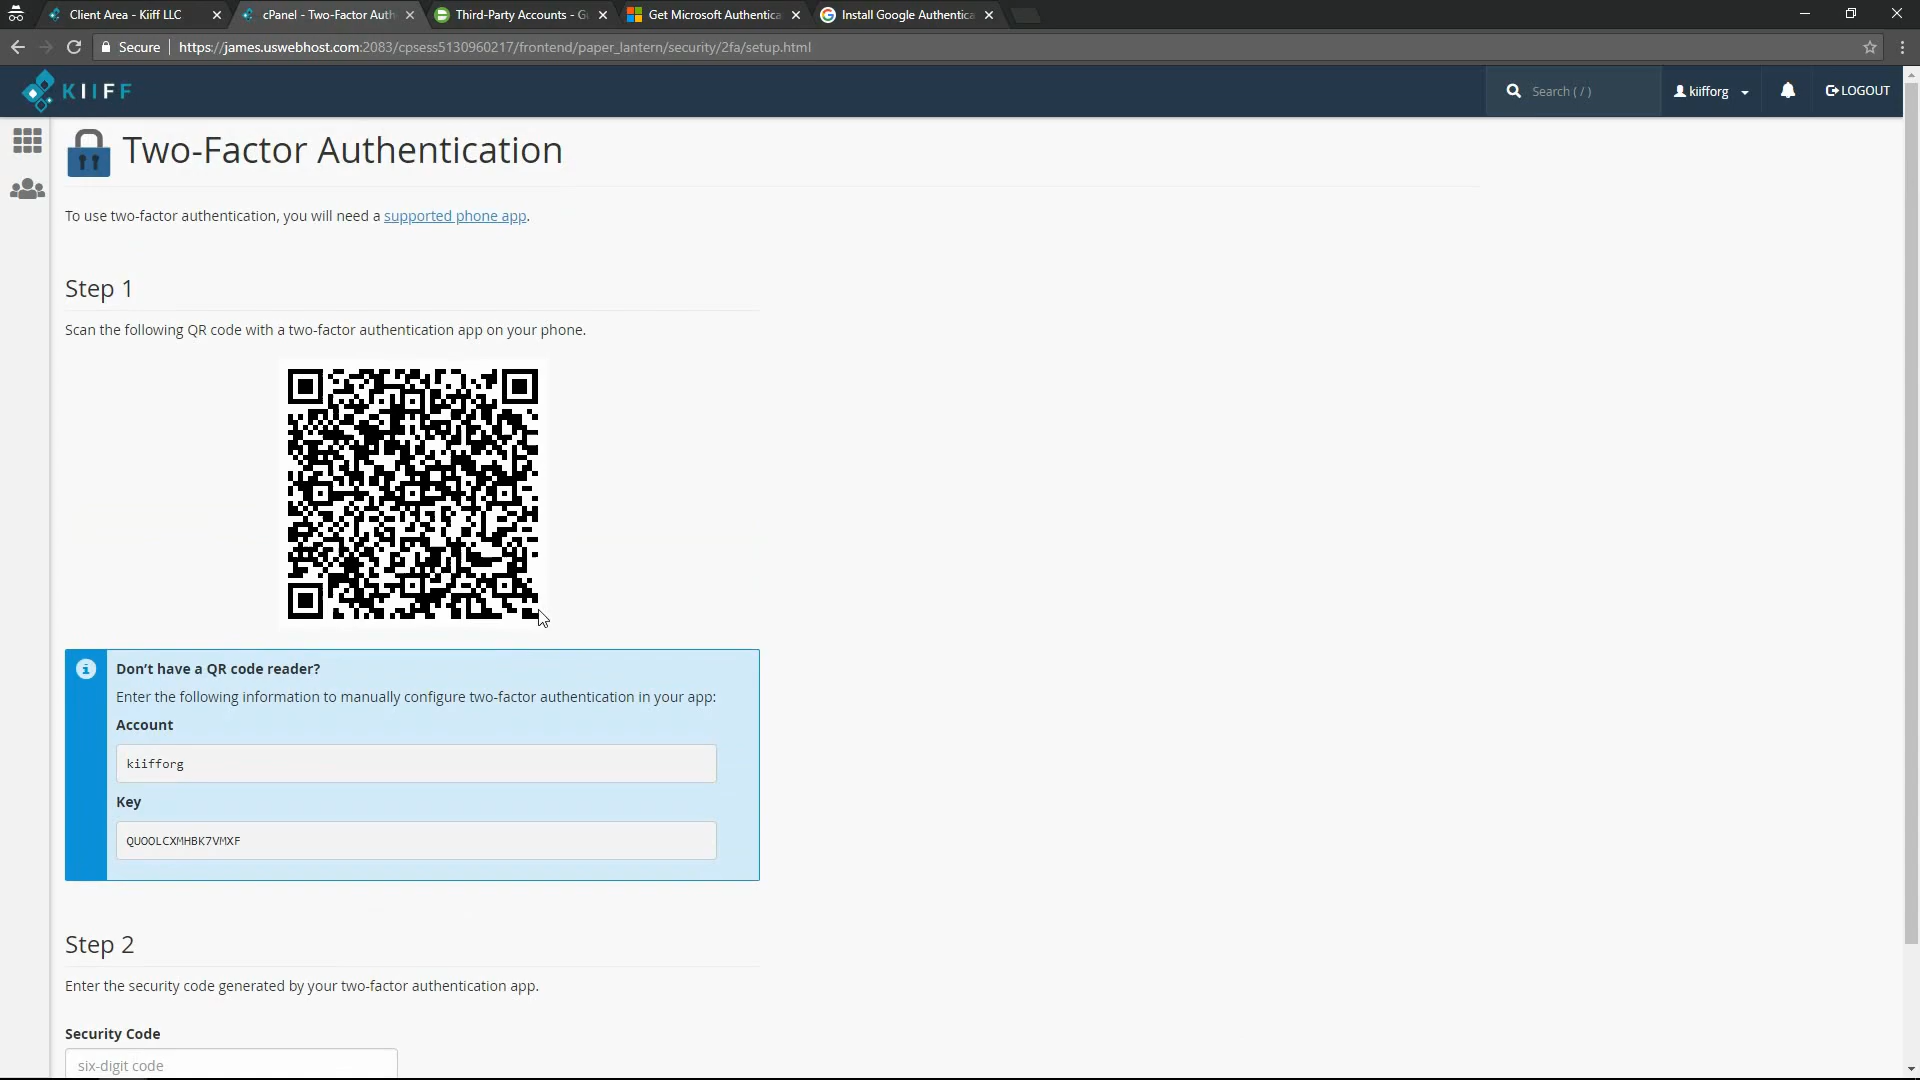 Client Area - Kiiff LLC
cPanel - Two-Factor Auth
Third-Party Accounts - G
Get Microsoft Authentica
Install Google Authentica
Secure
https://james.uswebhost.com:2083/cpsess5130960217/frontend/paper_lantern/security/2fa/setup.html
KIIFF
Search ( / )
kiifforg
LOGOUT
Two-Factor Authentication
To use two-factor authentication, you will need a supported phone app.
Step 1
Scan the following QR code with a two-factor authentication app on your phone.
Don't have a QR code reader?
Enter the following information to manually configure two-factor authentication in your app:
Account
kiifforg
Key
QUOOLCXMHBK7VMXF
Step 2
Enter the security code generated by your two-factor authentication app.
Security Code
six-digit code